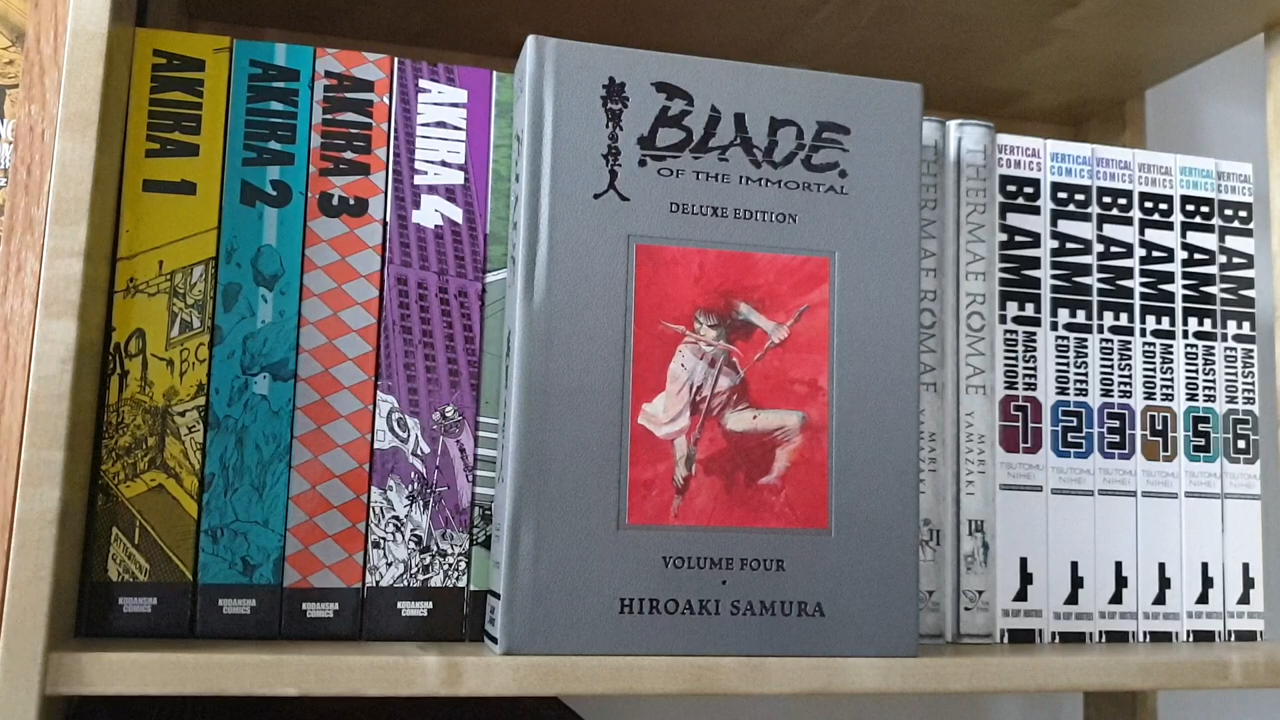 AKIRA 1
KODANSHA
COMICS
AKIRA 2
KODANSHA
COMICS
AKIRA 3
KODANSHA
COMICS
AKIRA 4
KODANSHA
COMICS
無限の住人
BLADE
OF THE IMMORTAL
DELUXE EDITION
VOLUME FOUR
HIROAKI SAMURA
THERMAE ROMAE
MARI
YAMAZAKI
II
THERMAE ROMAE
MARI
YAMAZAKI
III
VERTICAL
COMICS
BLAME!
MASTER
EDITION
1
TSUTOMU
NIHEI
VERTICAL
COMICS
BLAME!
MASTER
EDITION
2
TSUTOMU
NIHEI
VERTICAL
COMICS
BLAME!
MASTER
EDITION
3
TSUTOMU
NIHEI
VERTICAL
COMICS
BLAME!
MASTER
EDITION
4
TSUTOMU
NIHEI
VERTICAL
COMICS
BLAME!
MASTER
EDITION
5
TSUTOMU
NIHEI
VERTICAL
COMICS
BLAME!
MASTER
EDITION
6
TSUTOMU
NIHEI